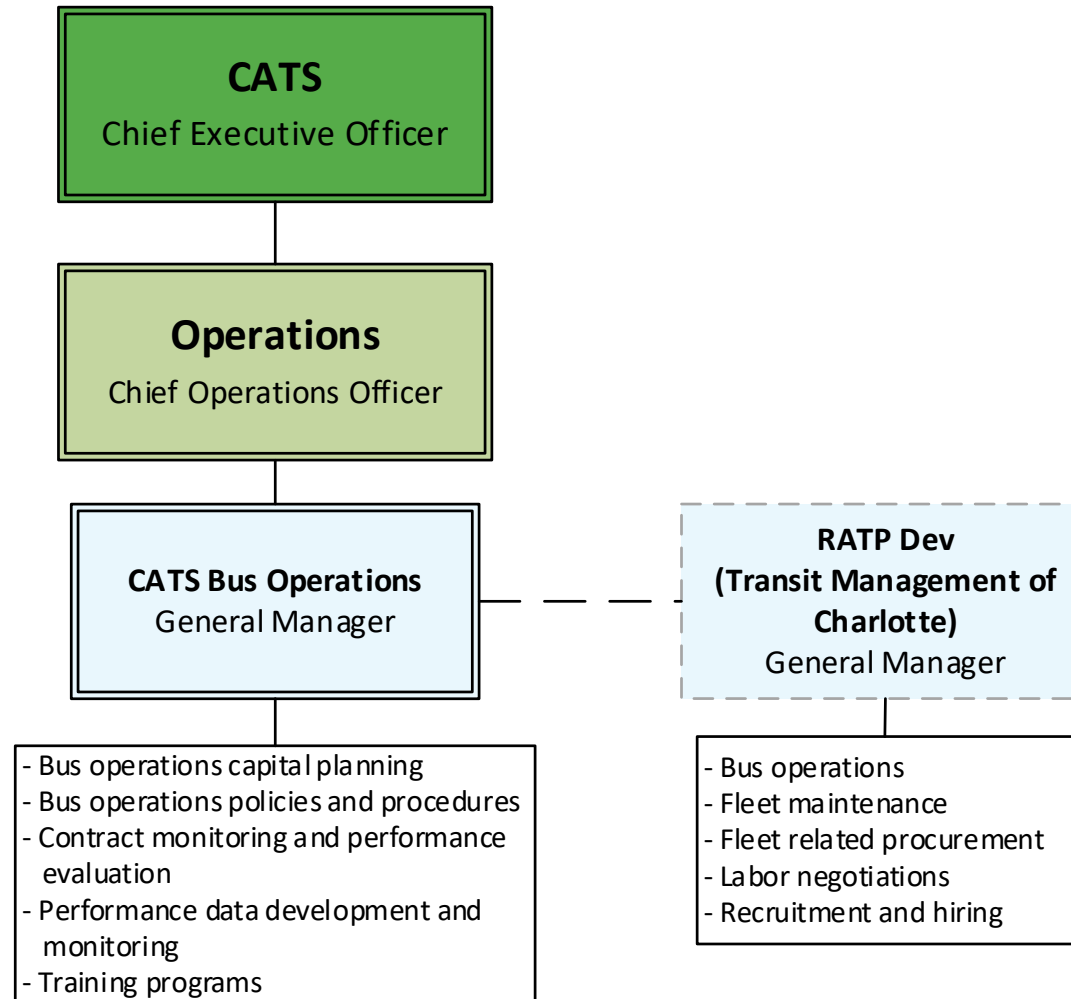 CATS
Chief Executive Officer
Operations
Chief Operations Officer
CATS Bus Operations
General Manager
RATP Dev
(Transit Management of
Charlotte)
General Manager
- Bus operations capital planning
- Bus operations policies and procedures
- Contract monitoring and performance
evaluation
- Performance data development and
monitoring
- Training programs
- Bus operations
- Fleet maintenance
- Fleet related procurement
- Labor negotiations
- Recruitment and hiring